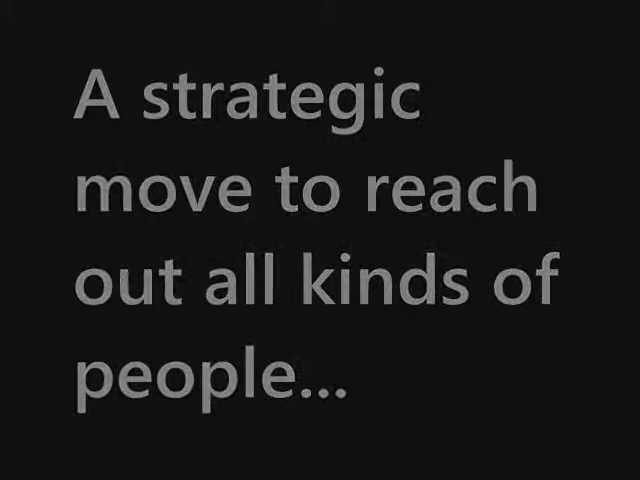 A strategic
move to reach
out all kinds of
people...